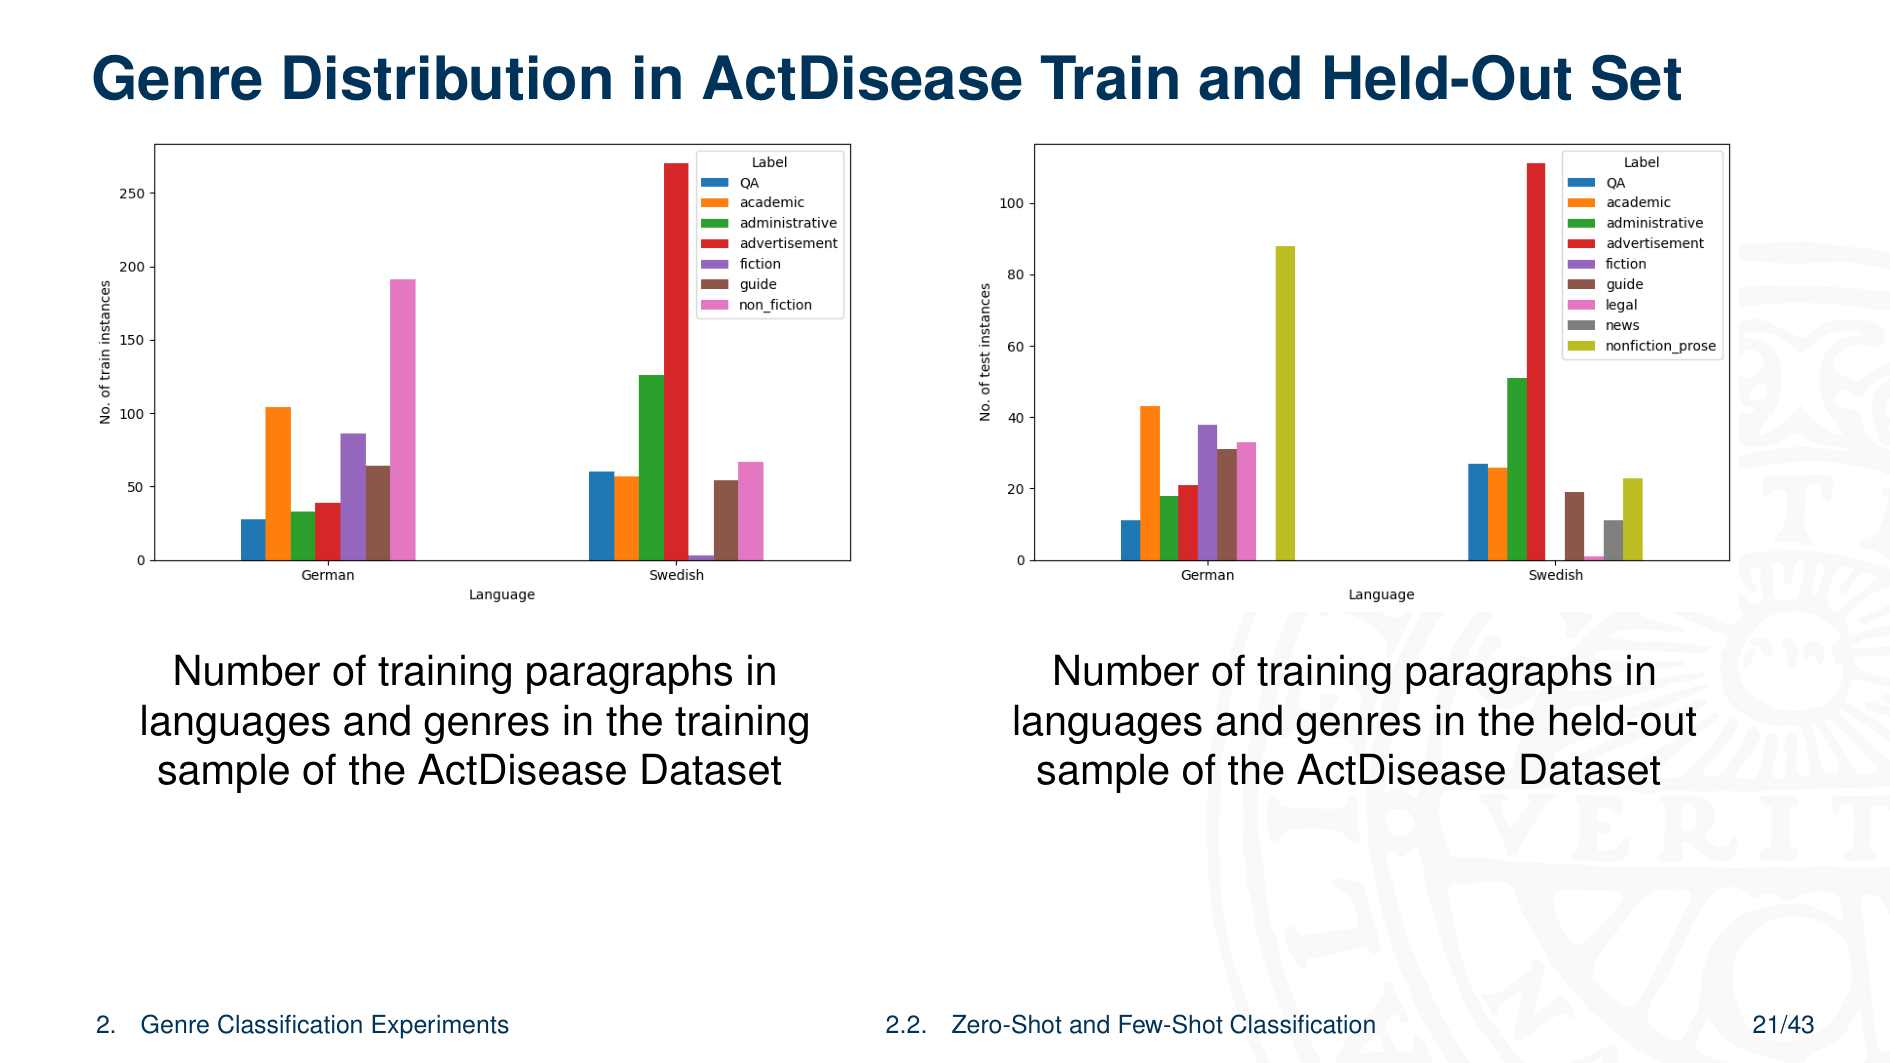 Genre Distribution in ActDisease Train and Held-Out Set
No. of train instances
250
200
150
100
50
0
Label
QA
academic
administrative
advertisement
fiction
guide
non_fiction
German
Swedish
Language
No. of test instances
100
80
60
40
20
0
Label
QA
academic
administrative
advertisement
fiction
guide
legal
news
nonfiction_prose
German
Swedish
Language
Number of training paragraphs in
languages and genres in the training
sample of the ActDisease Dataset
Number of training paragraphs in
languages and genres in the held-out
sample of the ActDisease Dataset
2. Genre Classification Experiments
2.2. Zero-Shot and Few-Shot Classification
21/43